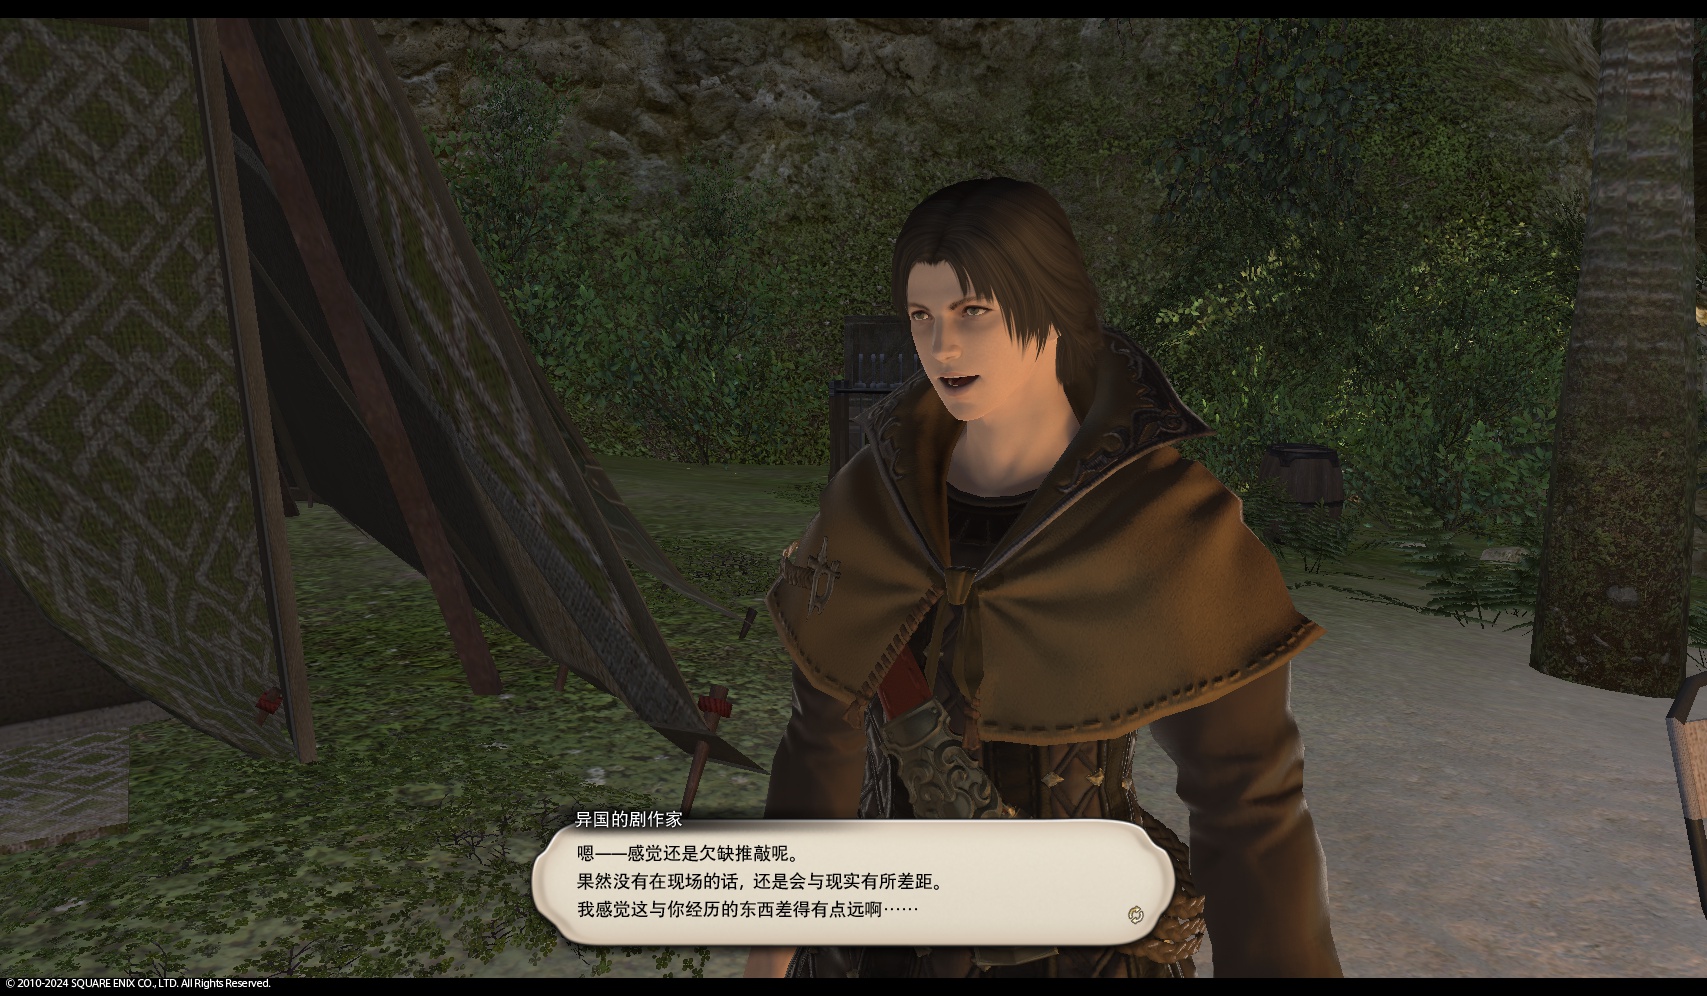 异国的剧作家
嗯——感觉还是欠缺推敲呢。
果然没有在现场的话，还是会与现实有所差距。
我感觉这与你经历的东西差得有点远啊……
© 2010-2024 SQUARE ENIX CO., LTD. All Rights Reserved.